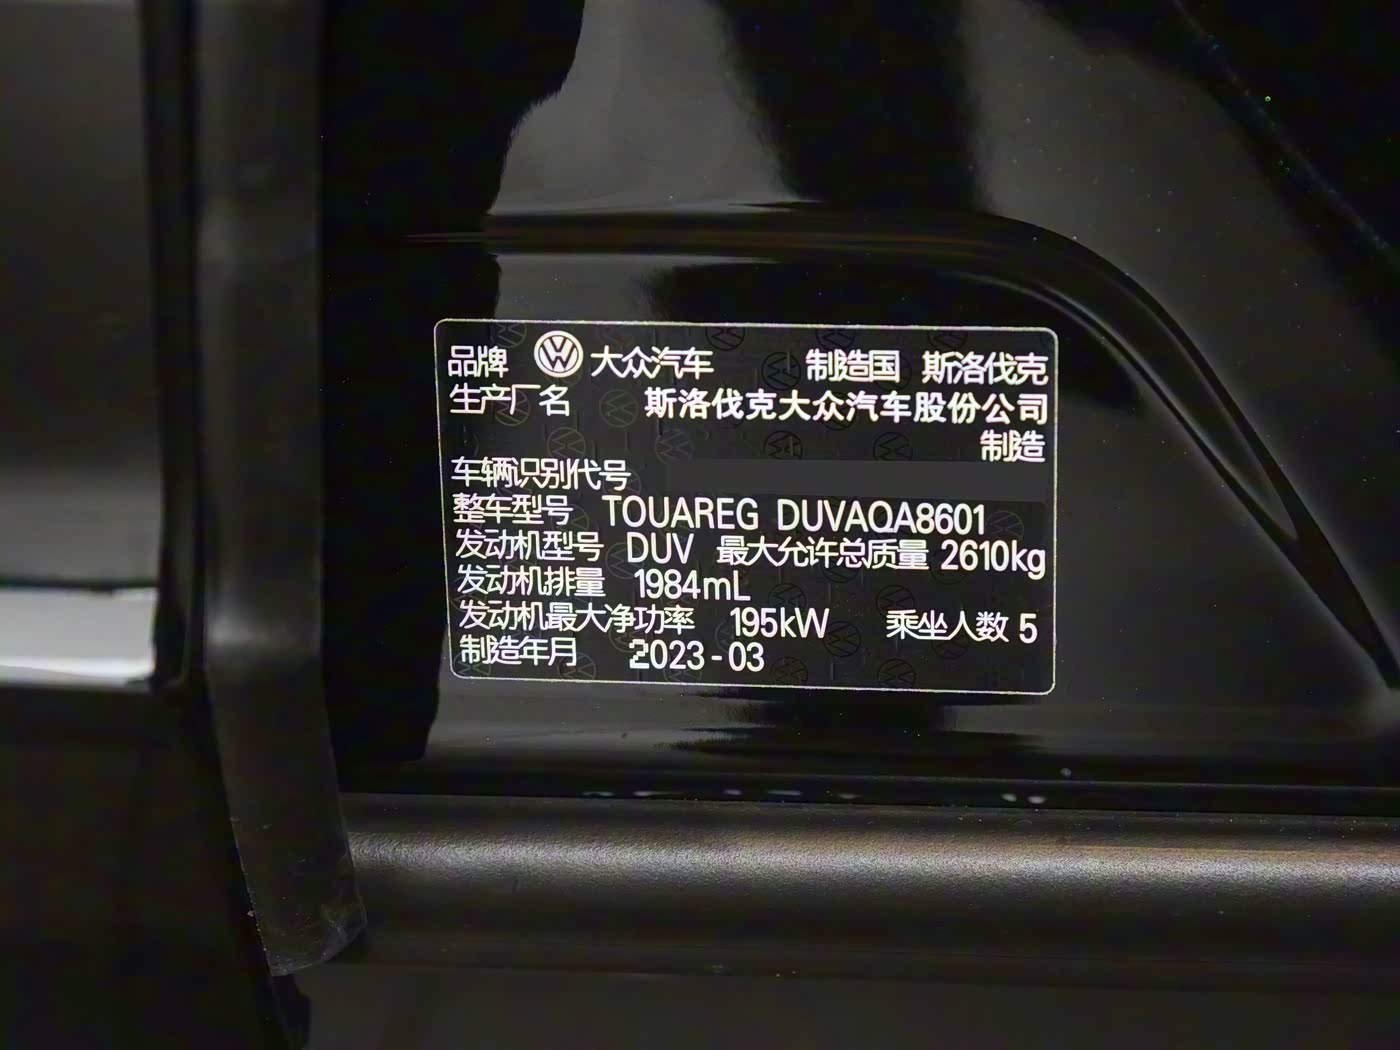 品牌 大众汽车 制造国 斯洛伐克
生产厂名 斯洛伐克大众汽车股份公司
制造
车辆识别代号
整车型号 TOUAREG DUVAQA8601
发动机型号 DUV 最大允许总质量 2610kg
发动机排量 1984mL
发动机最大净功率 195kW 乘坐人数 5
制造年月 2023-03